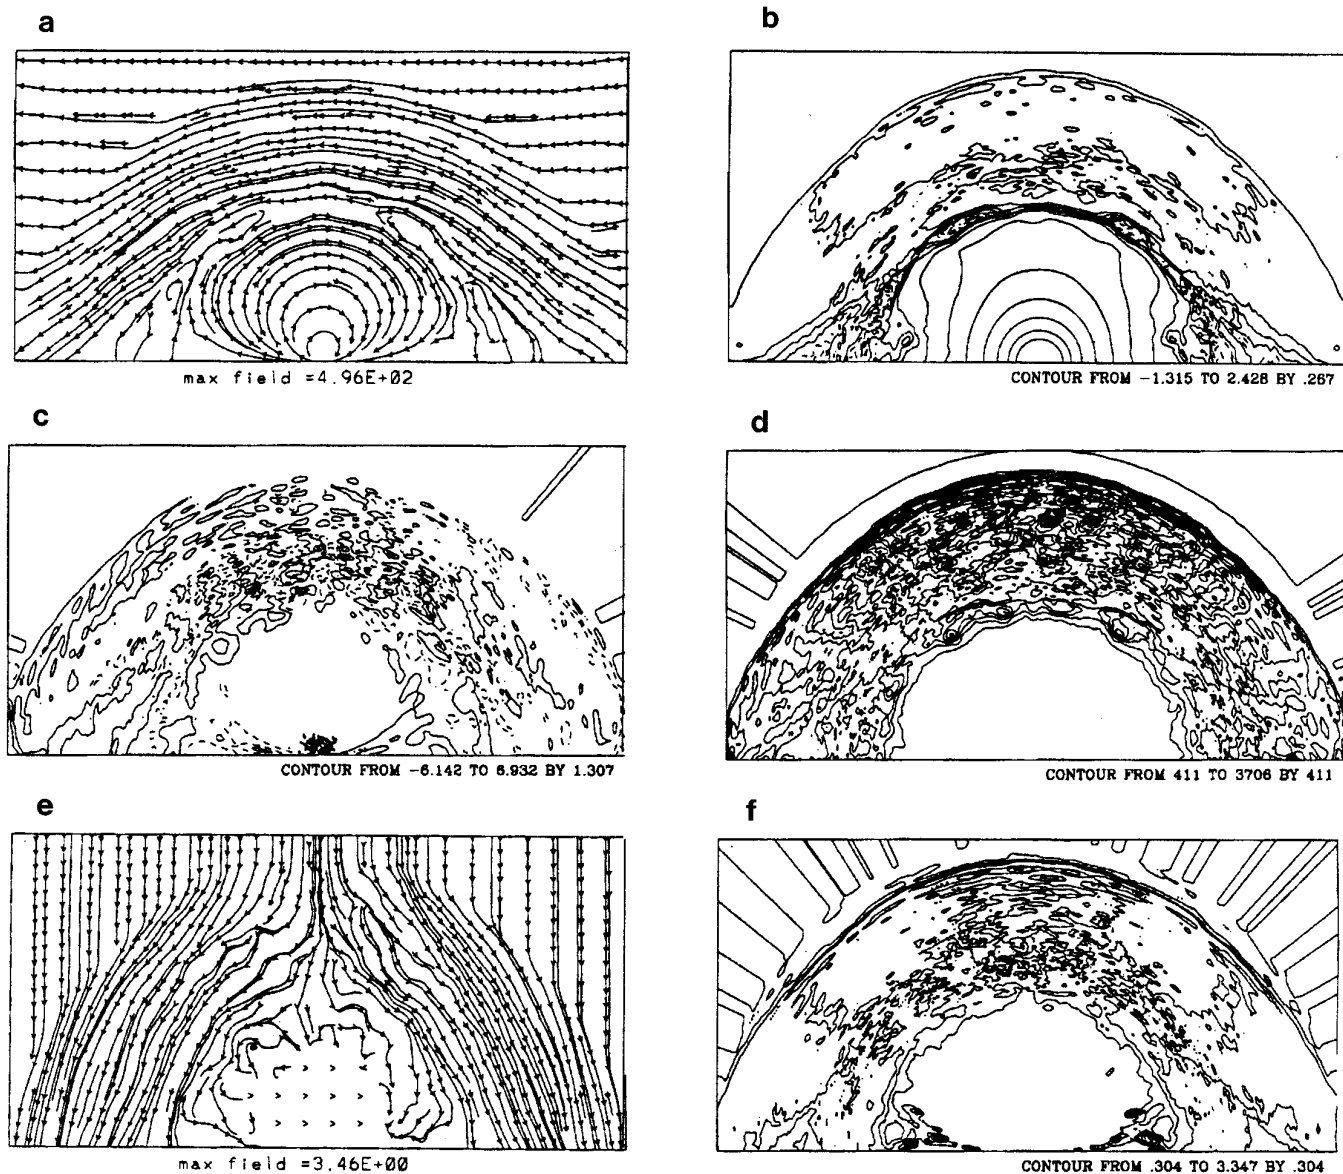 a
b
max field =4.96E+02
CONTOUR FROM -1.315 TO 2.428 BY .267
c
d
CONTOUR FROM -6.142 TO 6.932 BY 1.307
CONTOUR FROM 411 TO 3706 BY 411
e
f
max field =3.46E+00
CONTOUR FROM .304 TO 3.347 BY .304